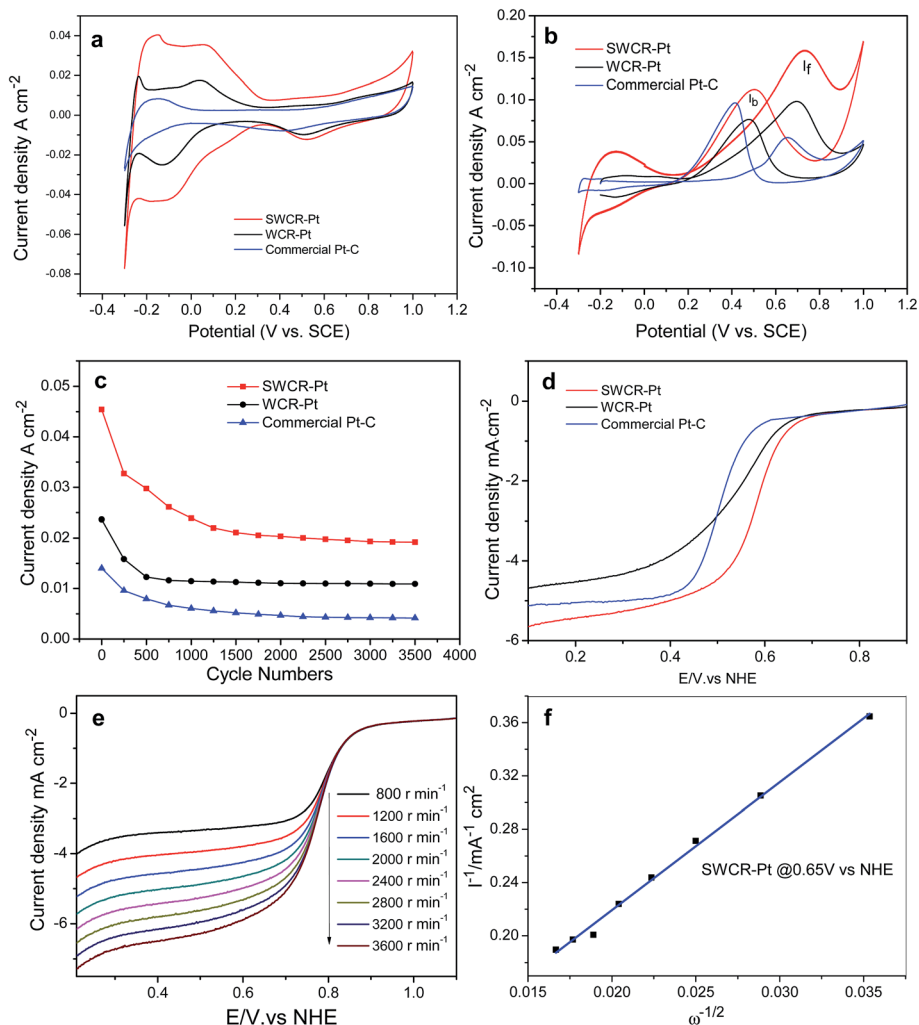 a
0.04
0.02
0.00
-0.02
-0.04
-0.06
-0.08
Current density A cm-2
SWCR-Pt
WCR-Pt
Commercial Pt-C
-0.4 -0.2 0.0 0.2 0.4 0.6 0.8 1.0 1.2
Potential (V vs. SCE)
b
0.25
0.20
0.15
0.10
0.05
0.00
-0.05
-0.10
Current density A cm-2
SWCR-Pt
WCR-Pt
Commercial Pt-C
Ib
If
-0.4 -0.2 0.0 0.2 0.4 0.6 0.8 1.0 1.2
Potential (V vs. SCE)
c
0.05
0.04
0.03
0.02
0.01
0.00
Current density A cm-2
SWCR-Pt
WCR-Pt
Commercial Pt-C
0 500 1000 1500 2000 2500 3000 3500 4000
Cycle Numbers
d
0
-2
-4
-6
Current density mA.cm-2
SWCR-Pt
WCR-Pt
Commercial Pt-C
0.2 0.4 0.6 0.8
E/V.vs NHE
e
0
-2
-4
-6
Current density mA cm-2
800 r min-1
1200 r min-1
1600 r min-1
2000 r min-1
2400 r min-1
2800 r min-1
3200 r min-1
3600 r min-1
0.4 0.6 0.8 1.0
E/V.vs NHE
f
0.36
0.32
0.28
0.24
0.20
I-1/mA-1 cm2
SWCR-Pt @0.65V vs NHE
0.015 0.020 0.025 0.030 0.035
ω-1/2